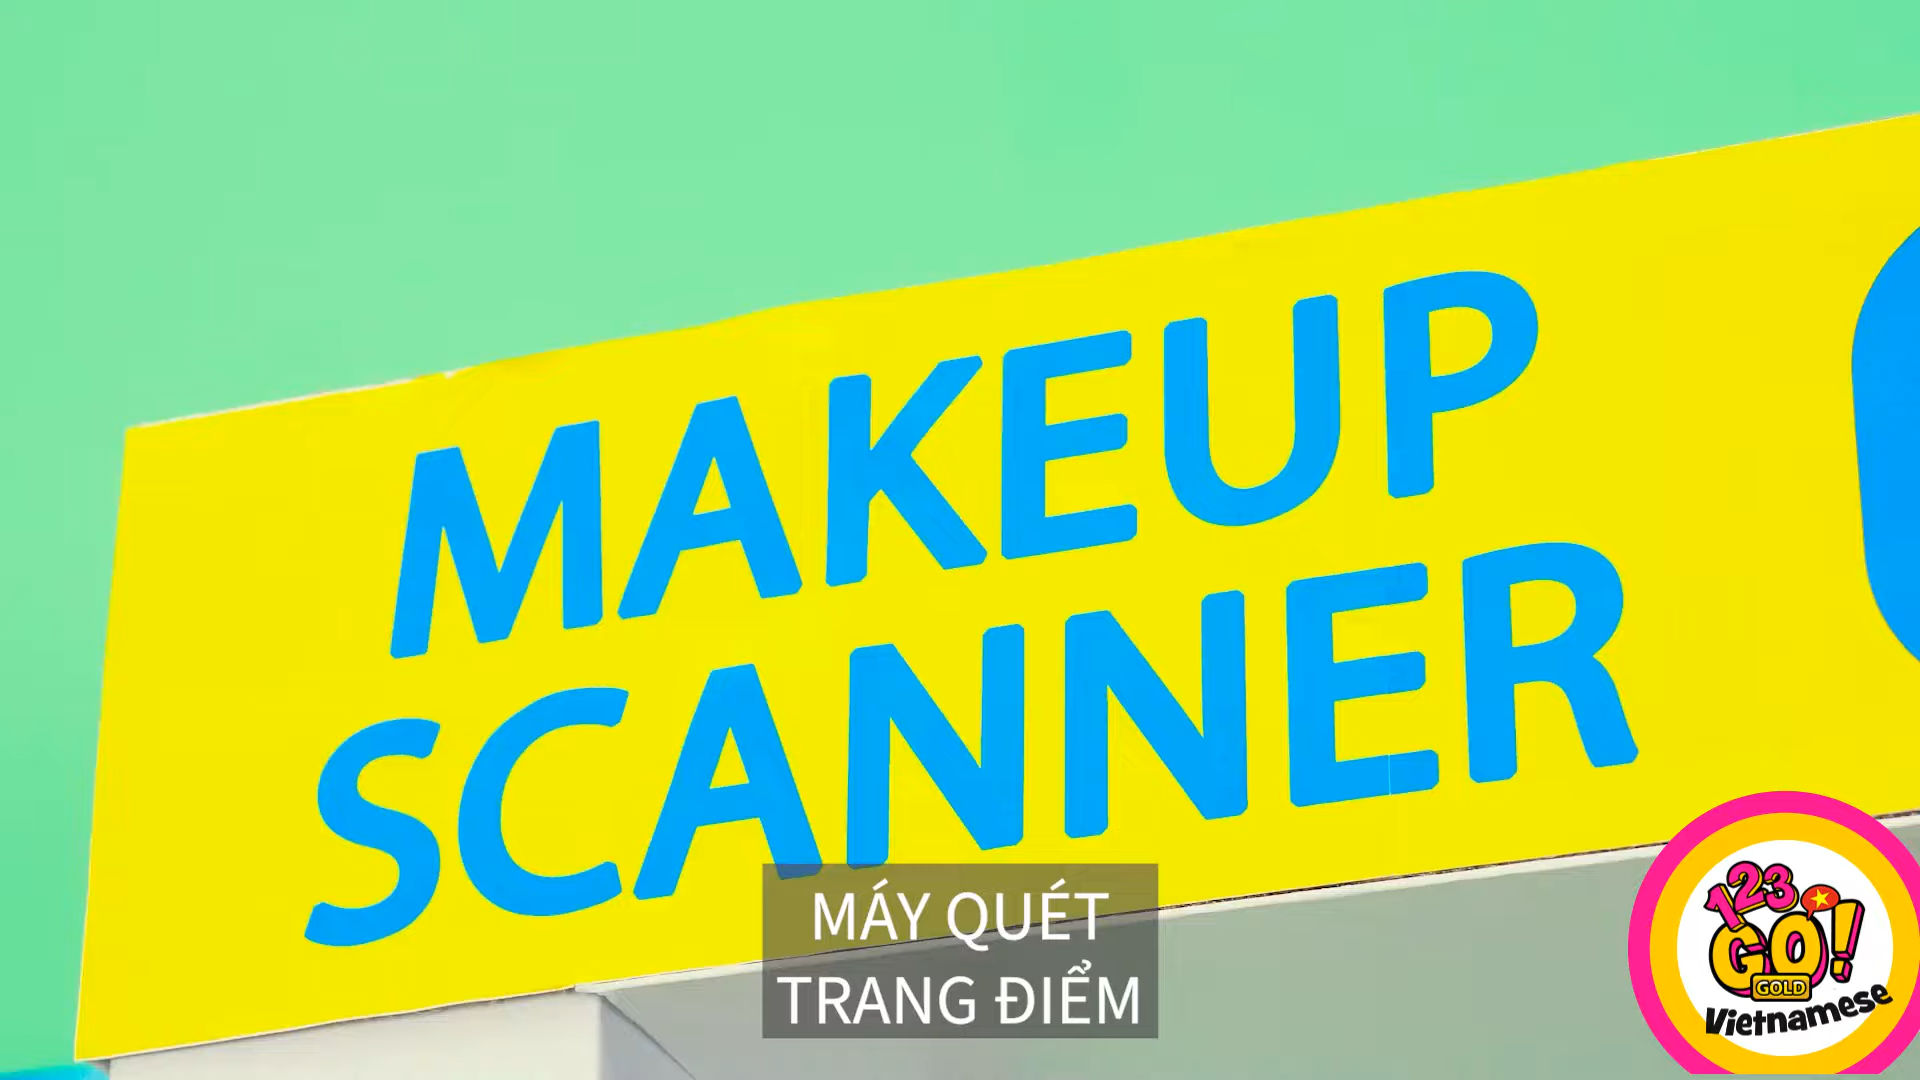 MAKEUP
SCANNER
MÁY QUÉT
TRANG ĐIỂM
123
GO!
GOLD
Vietnamese